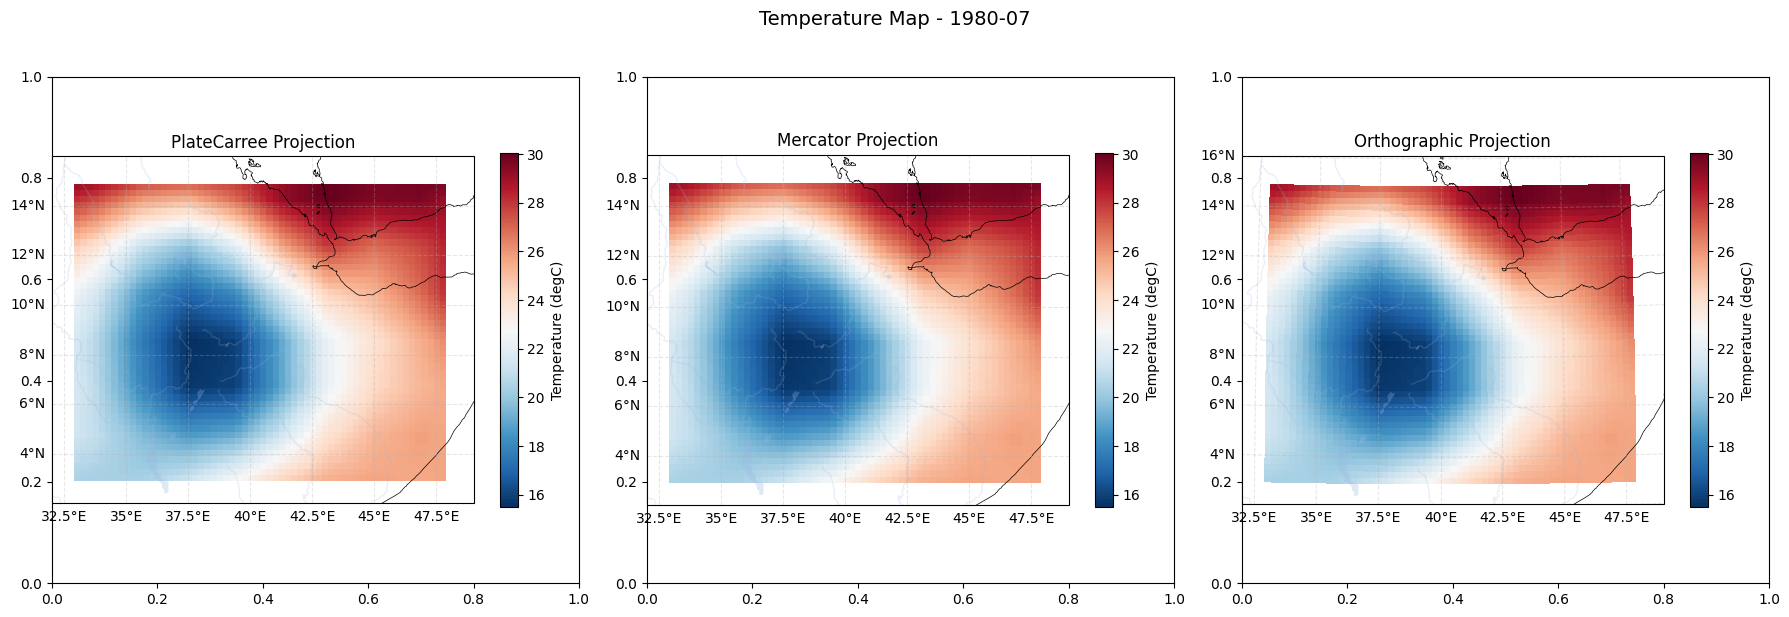 Temperature Map - 1980-07
PlateCarree Projection
1.0
0.8
14°N
12°N
0.6
10°N
8°N
0.4
6°N
4°N
0.2
0.0
32.5°E 35°E 37.5°E 40°E 42.5°E 45°E 47.5°E
0.0 0.2 0.4 0.6 0.8 1.0
30
28
26
24
22
20
18
16
Temperature (degC)
Mercator Projection
1.0
0.8
14°N
12°N
0.6
10°N
8°N
0.4
6°N
4°N
0.2
0.0
32.5°E 35°E 37.5°E 40°E 42.5°E 45°E 47.5°E
0.0 0.2 0.4 0.6 0.8 1.0
30
28
26
24
22
20
18
16
Temperature (degC)
Orthographic Projection
1.0
16°N
0.8
14°N
12°N
0.6
10°N
8°N
0.4
6°N
4°N
0.2
0.0
32.5°E 35°E 37.5°E 40°E 42.5°E 45°E 47.5°E
0.0 0.2 0.4 0.6 0.8 1.0
30
28
26
24
22
20
18
16
Temperature (degC)